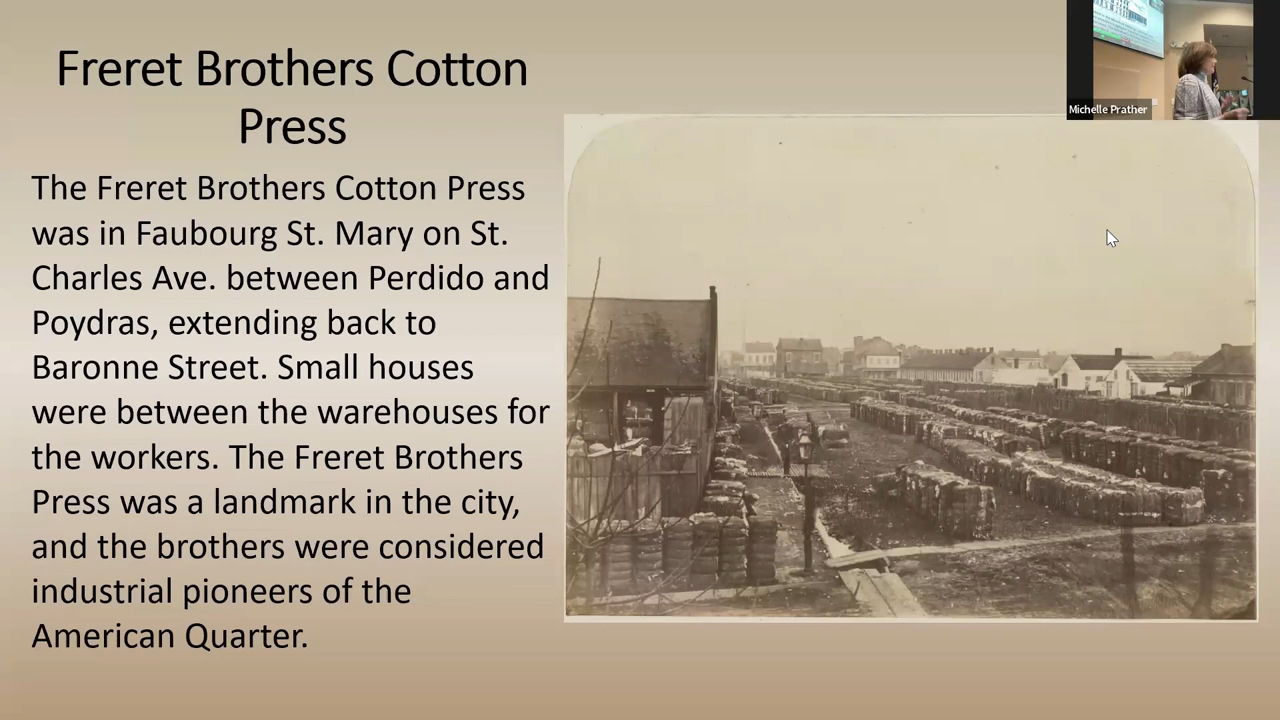 Freret Brothers Cotton
Press
The Freret Brothers Cotton Press
was in Faubourg St. Mary on St.
Charles Ave. between Perdido and
Poydras, extending back to
Baronne Street. Small houses
were between the warehouses for
the workers. The Freret Brothers
Press was a landmark in the city,
and the brothers were considered
industrial pioneers of the
American Quarter.
Michelle Prather